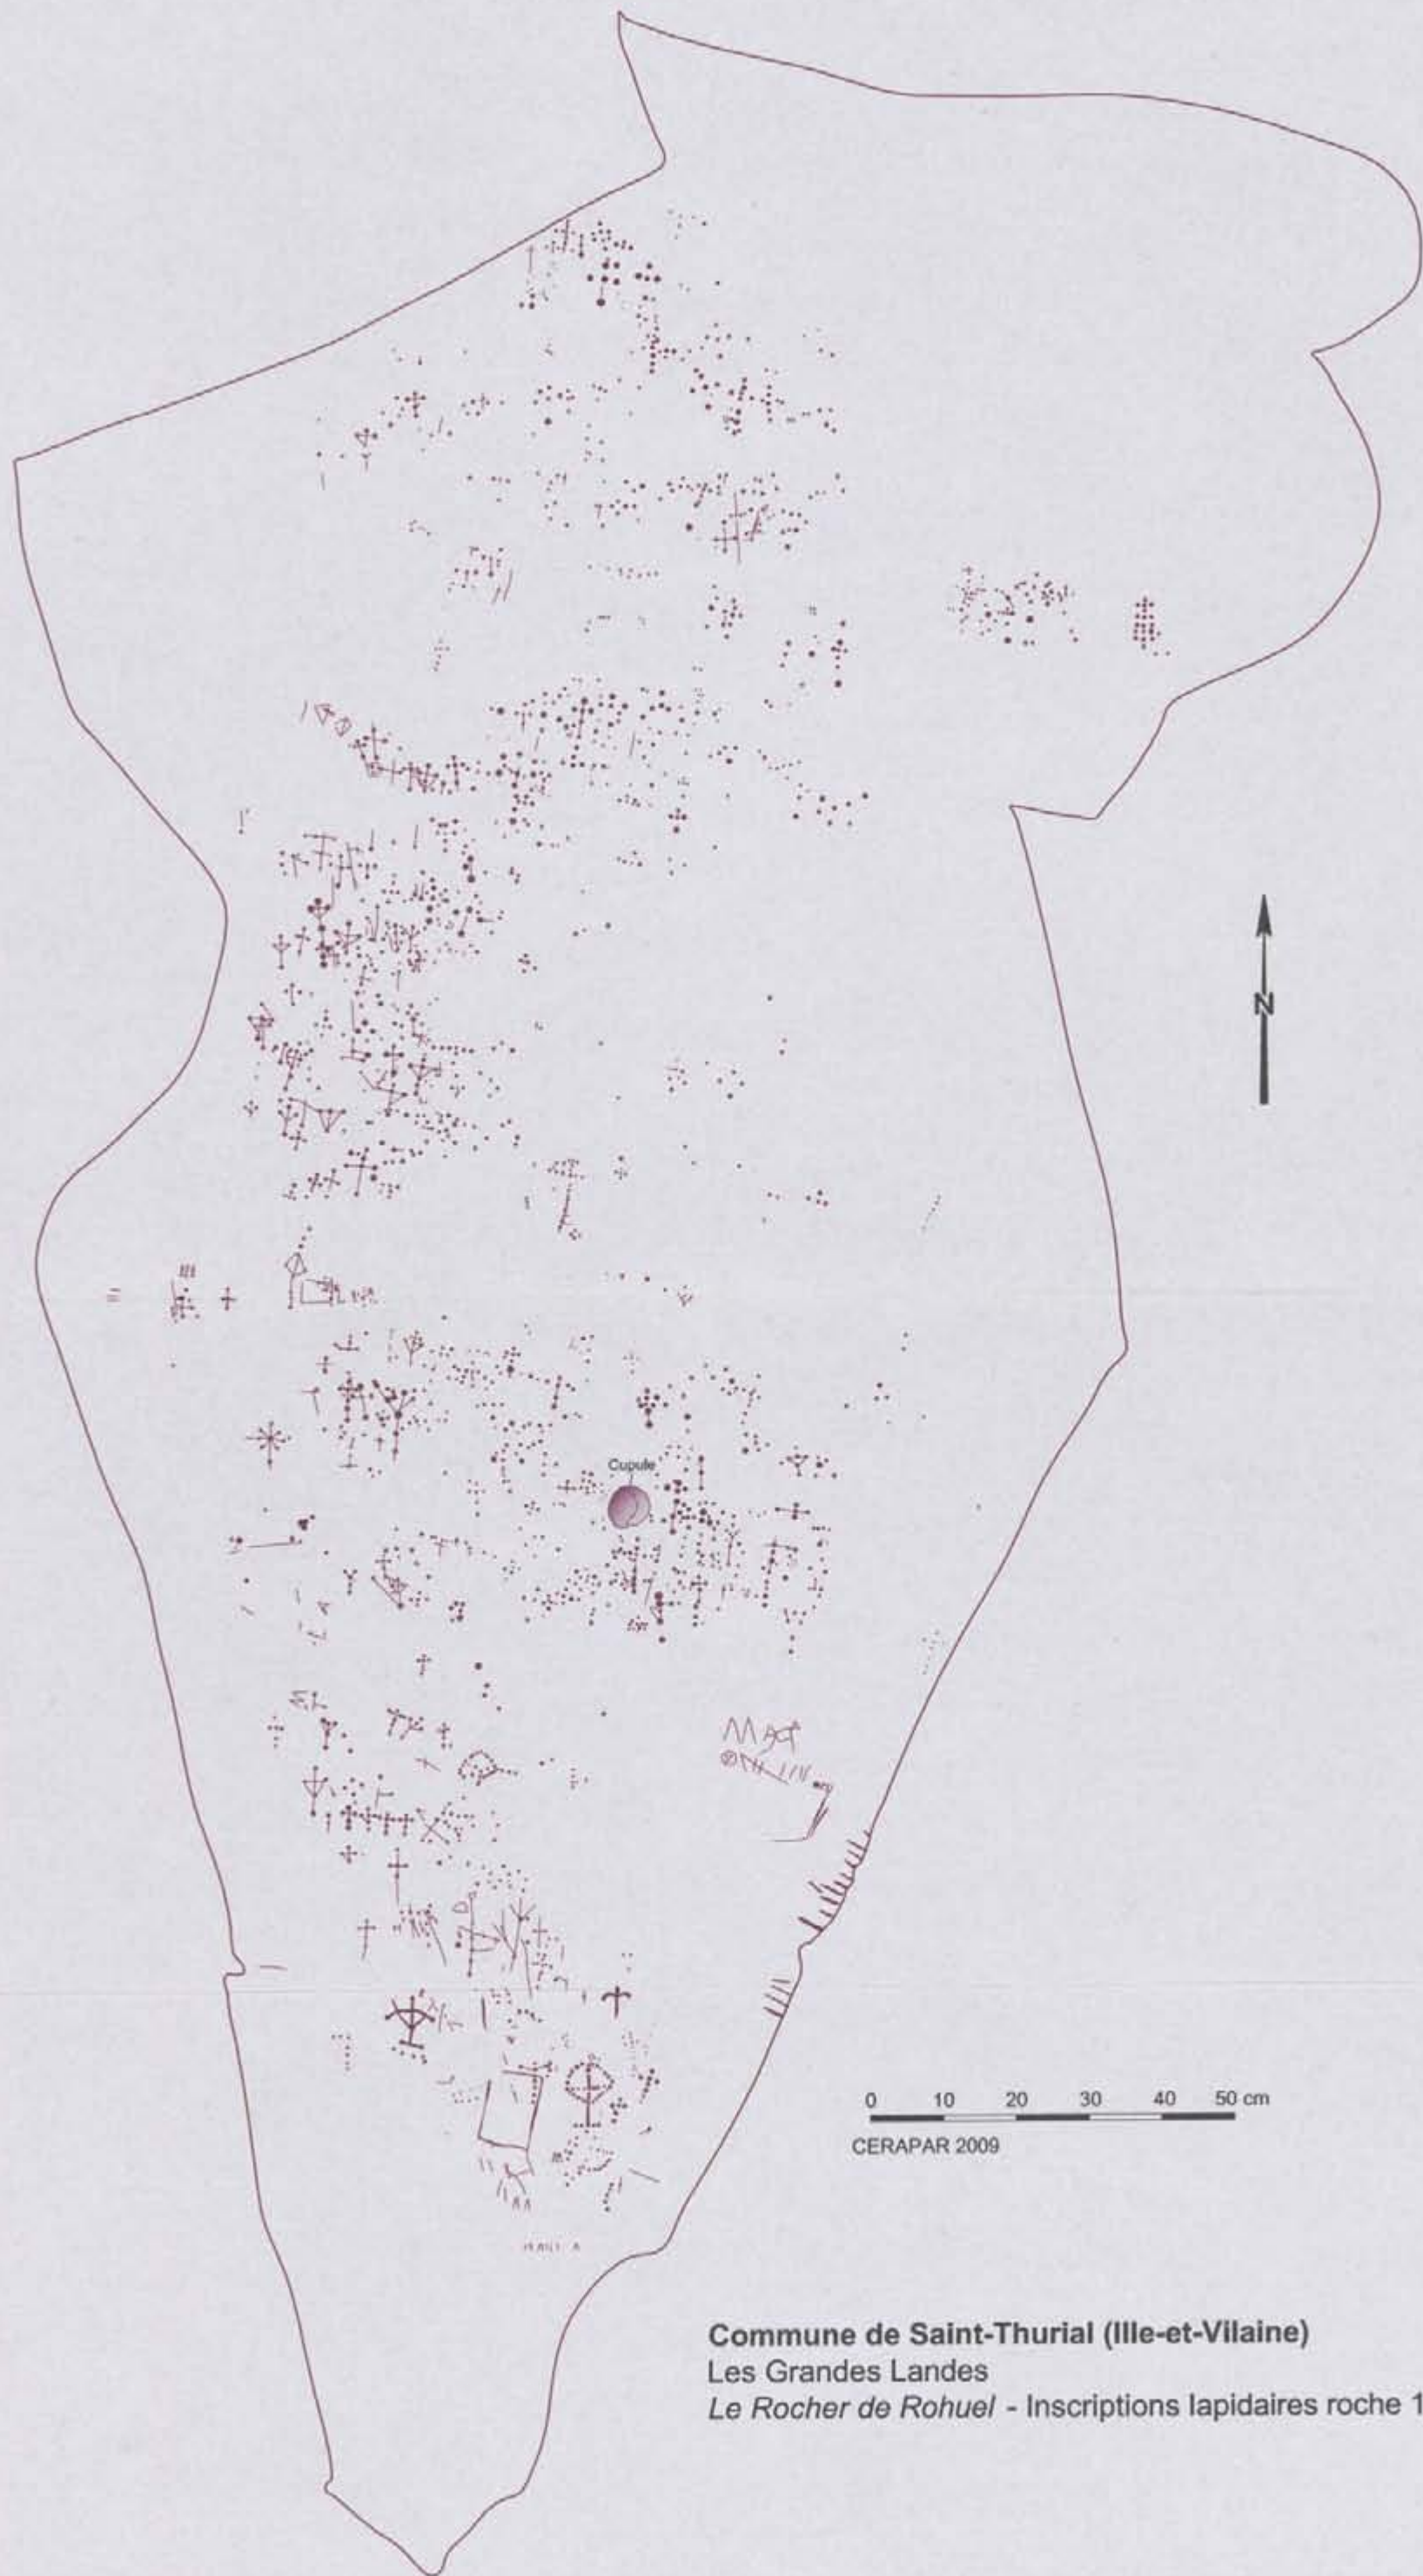 Cupule
N
0 10 20 30 40 50 cm
CERAPAR 2009
Commune de Saint-Thurial (Ille-et-Vilaine)
Les Grandes Landes
Le Rocher de Rohuel - Inscriptions lapidaires roche 1